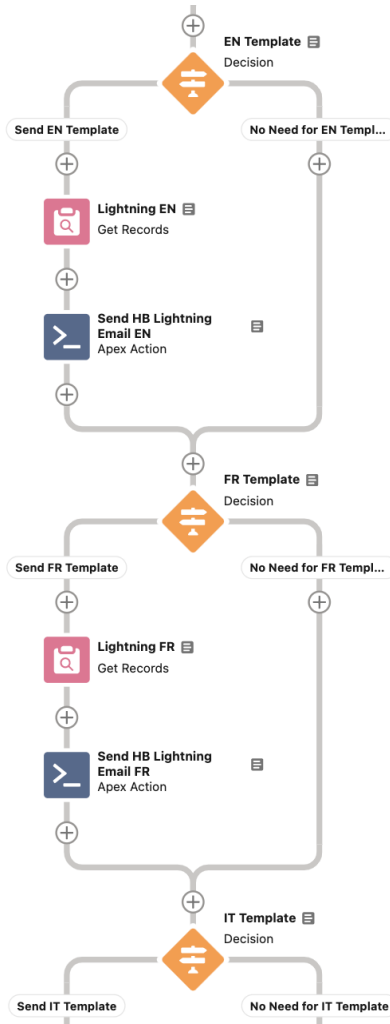 EN Template
Decision
Send EN Template
No Need for EN Templ...
Lightning EN
Get Records
Send HB Lightning
Email EN
Apex Action
FR Template
Decision
Send FR Template
No Need for FR Templ...
Lightning FR
Get Records
Send HB Lightning
Email FR
Apex Action
IT Template
Decision
Send IT Template
No Need for IT Template